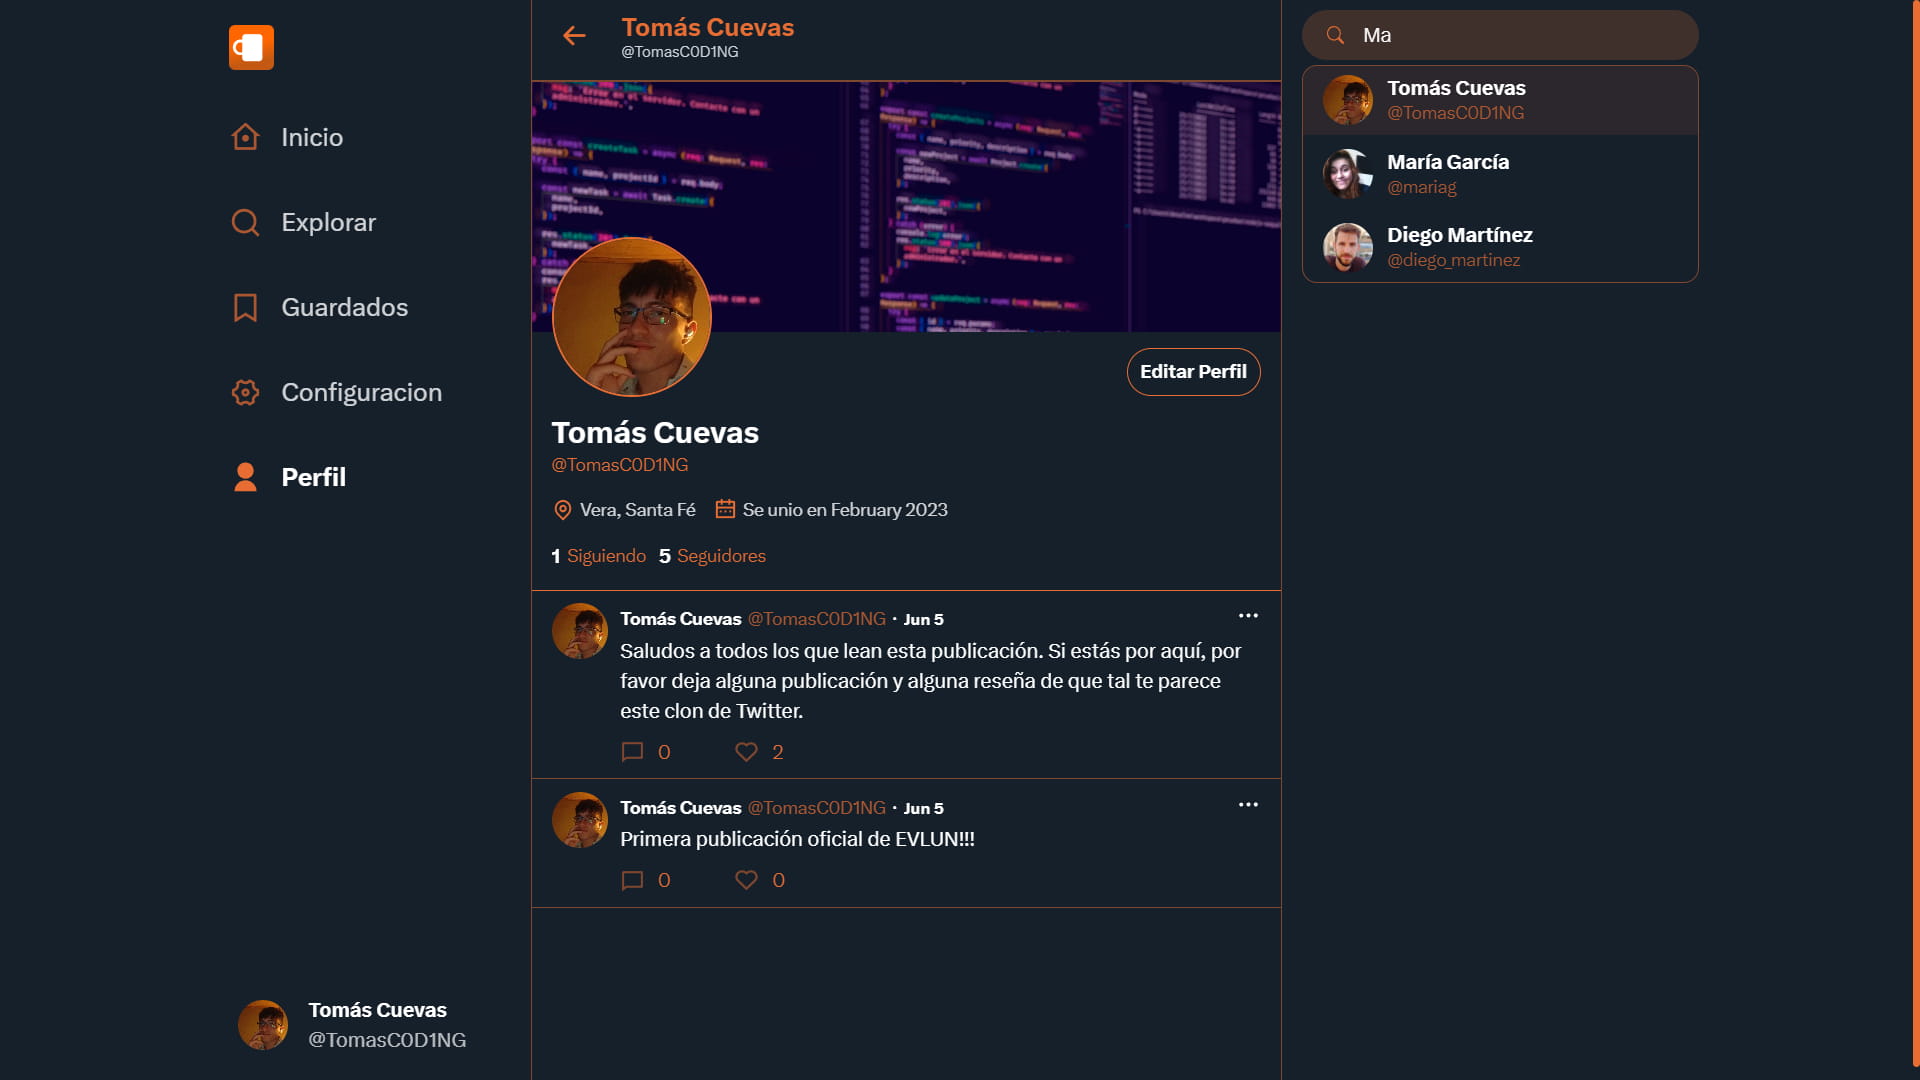 Inicio
Explorar
Guardados
Configuracion
Perfil
Tomás Cuevas
@TomasC0D1NG
Tomás Cuevas
@TomasC0D1NG
Editar Perfil
Tomás Cuevas
@TomasC0D1NG
Vera, Santa Fé Se unio en February 2023
1 Siguiendo 5 Seguidores
Tomás Cuevas @TomasC0D1NG · Jun 5
Saludos a todos los que lean esta publicación. Si estás por aquí, por
favor deja alguna publicación y alguna reseña de que tal te parece
este clon de Twitter.
0 2
Tomás Cuevas @TomasC0D1NG · Jun 5
Primera publicación oficial de EVLUN!!!
0 0
Ma
Tomás Cuevas
@TomasC0D1NG
María García
@mariag
Diego Martínez
@diego_martinez